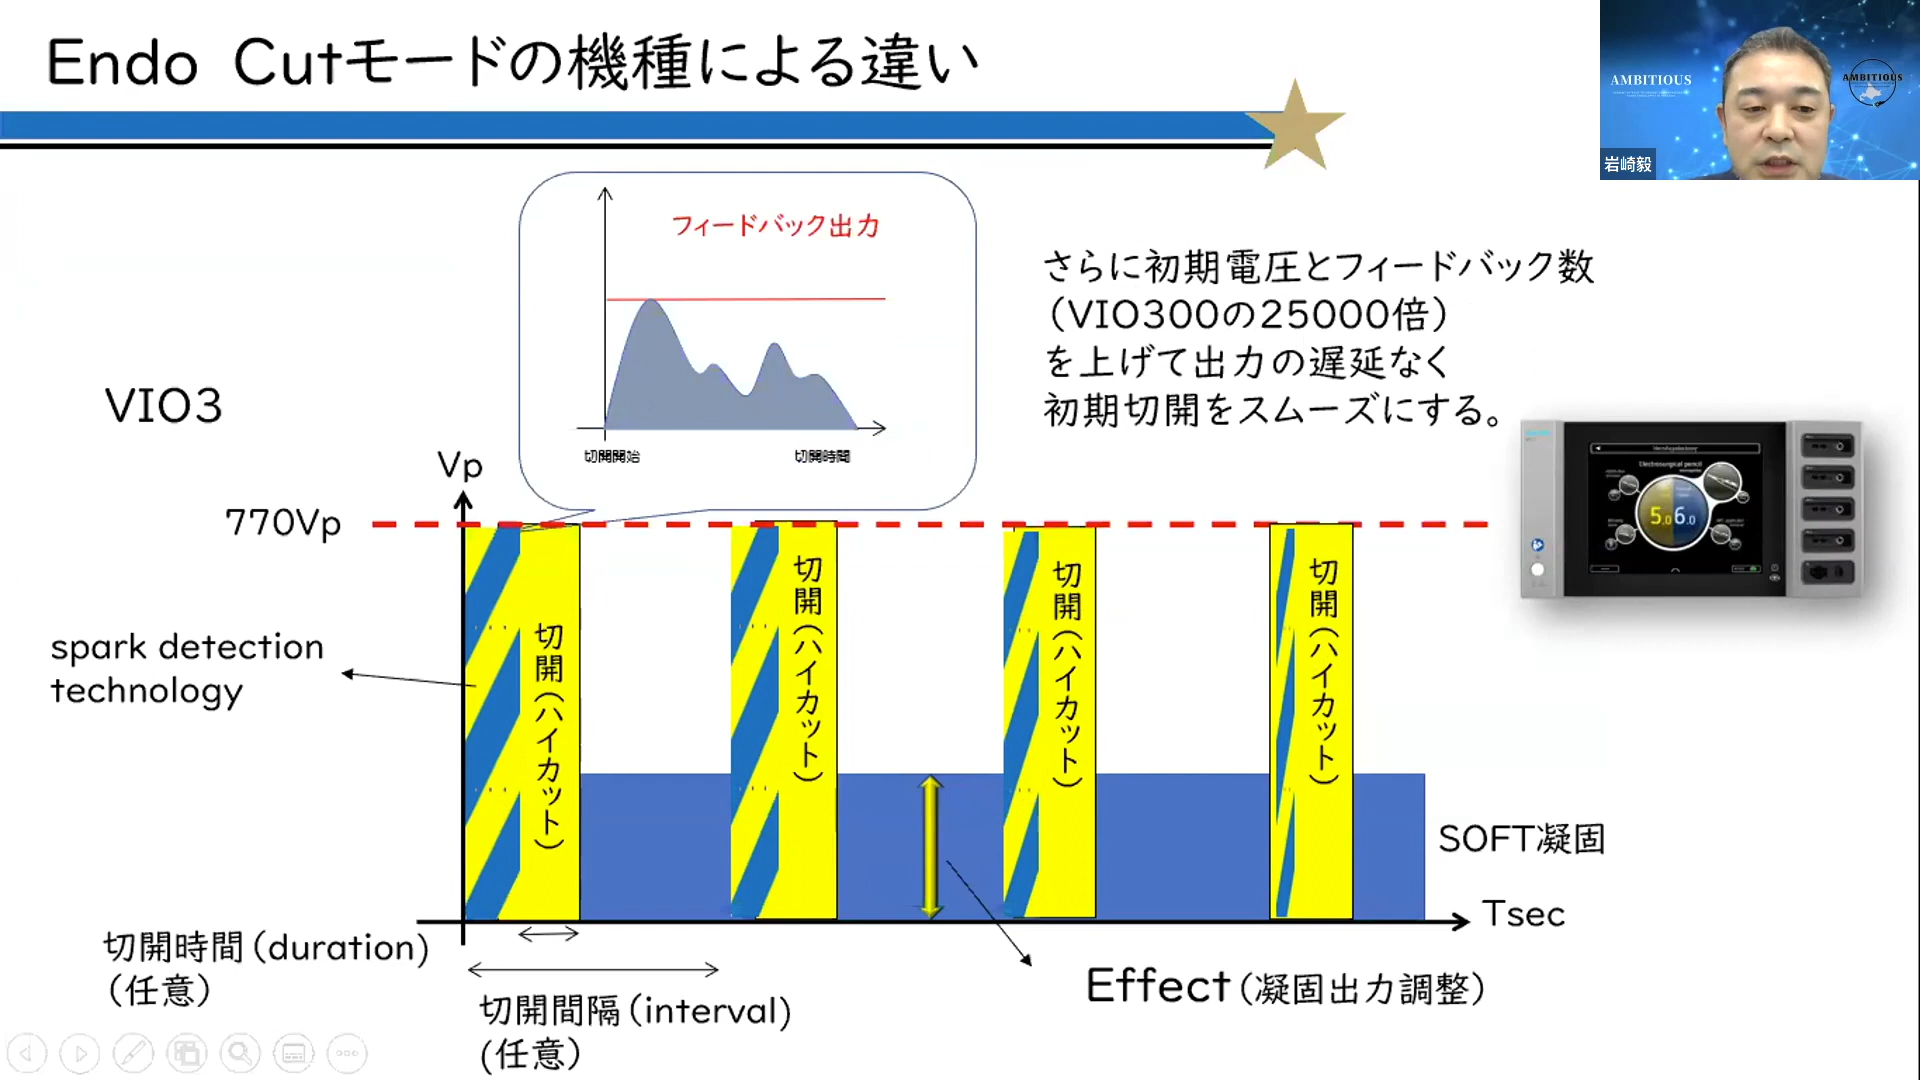 Endo Cutモードの機種による違い
AMBITIOUS
AMBITIOUS
岩崎毅
フィードバック出力
切開開始
切開時間
さらに初期電圧とフィードバック数
（VIO300の25000倍）
を上げて出力の遅延なく
初期切開をスムーズにする。
VIO3
Vp
770Vp
Electrosurgical pencil
5.0 6.0
spark detection
technology
切開（ハイカット）
切開（ハイカット）
切開（ハイカット）
切開（ハイカット）
SOFT凝固
Tsec
切開時間（duration）
（任意）
切開間隔（interval）
（任意）
Effect（凝固出力調整）